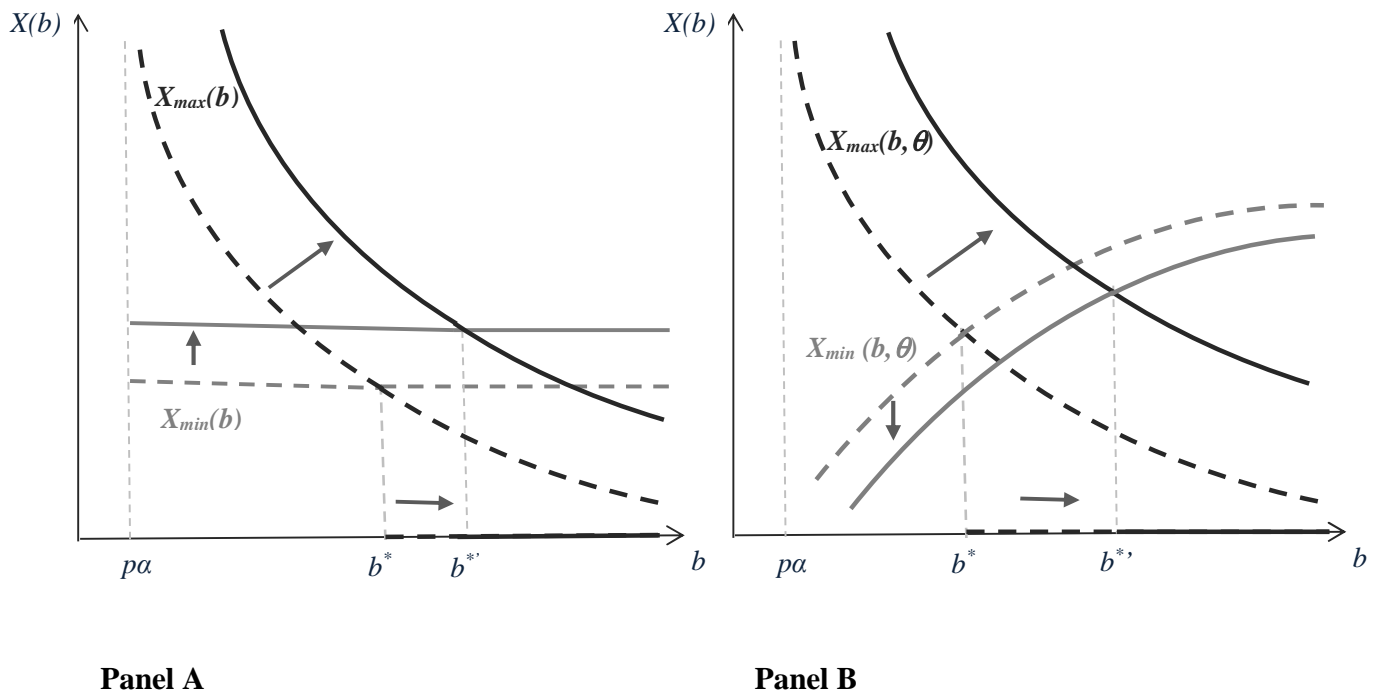 X(b)
X(b)
Xmax(b)
Xmax(b, θ)
Xmin (b, θ)
Xmin(b)
pα
b*
b*’
b
pα
b*
b*’
b
Panel A
Panel B